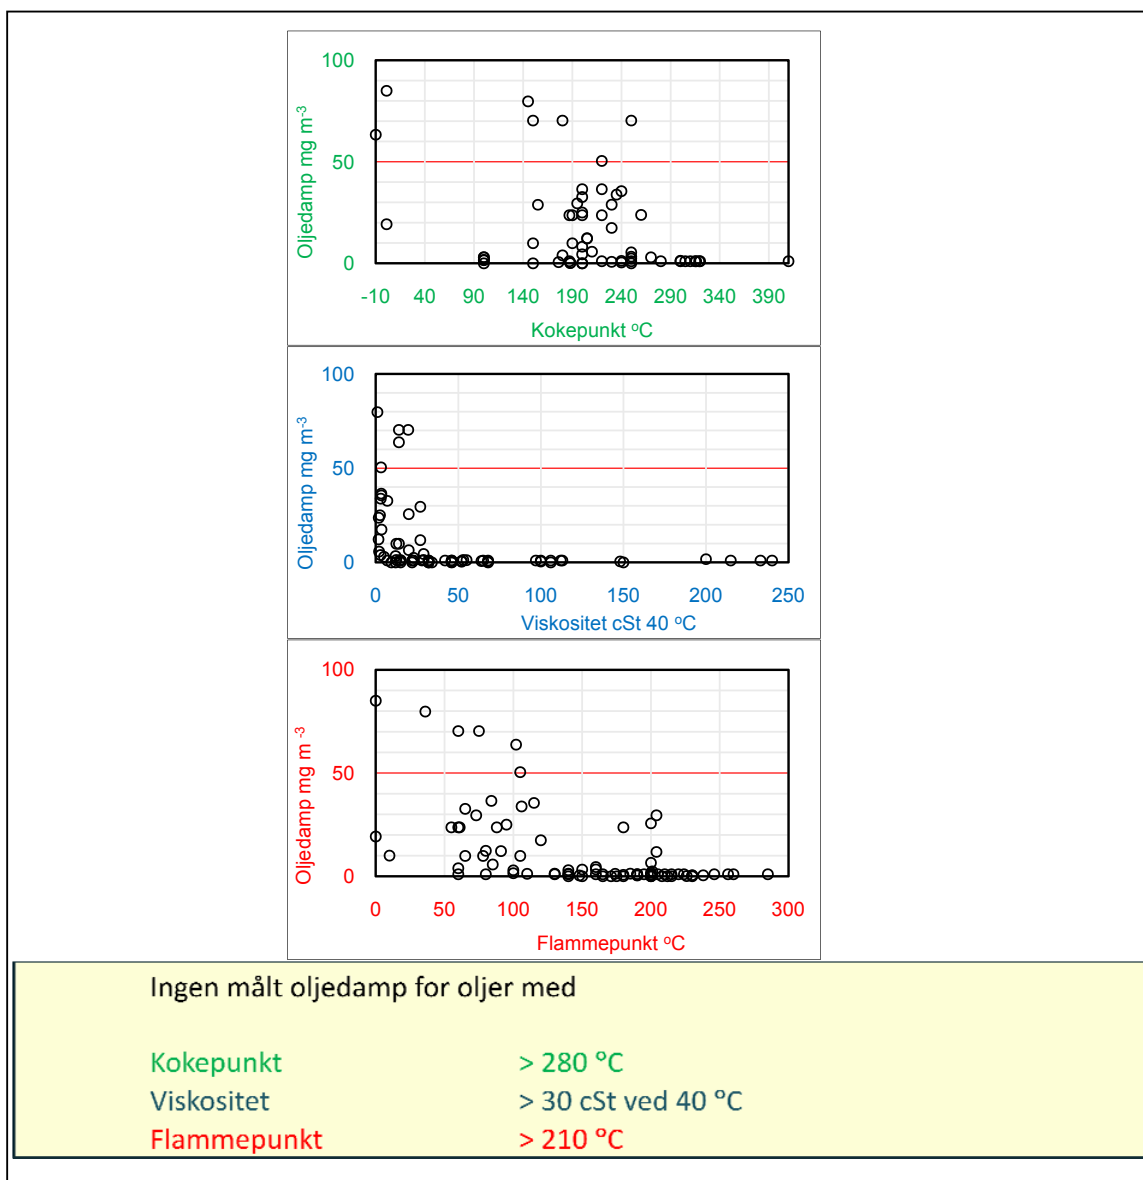 100
50
0
Oljedamp mg m-3
-10 40 90 140 190 240 290 340 390
Kokepunkt oC
100
50
0
Oljedamp mg m-3
0 50 100 150 200 250
Viskositet cSt 40 oC
100
50
0
Oljedamp mg m -3
0 50 100 150 200 250 300
Flammepunkt oC
Ingen målt oljedamp for oljer med
Kokepunkt > 280 °C
Viskositet > 30 cSt ved 40 °C
Flammepunkt > 210 °C